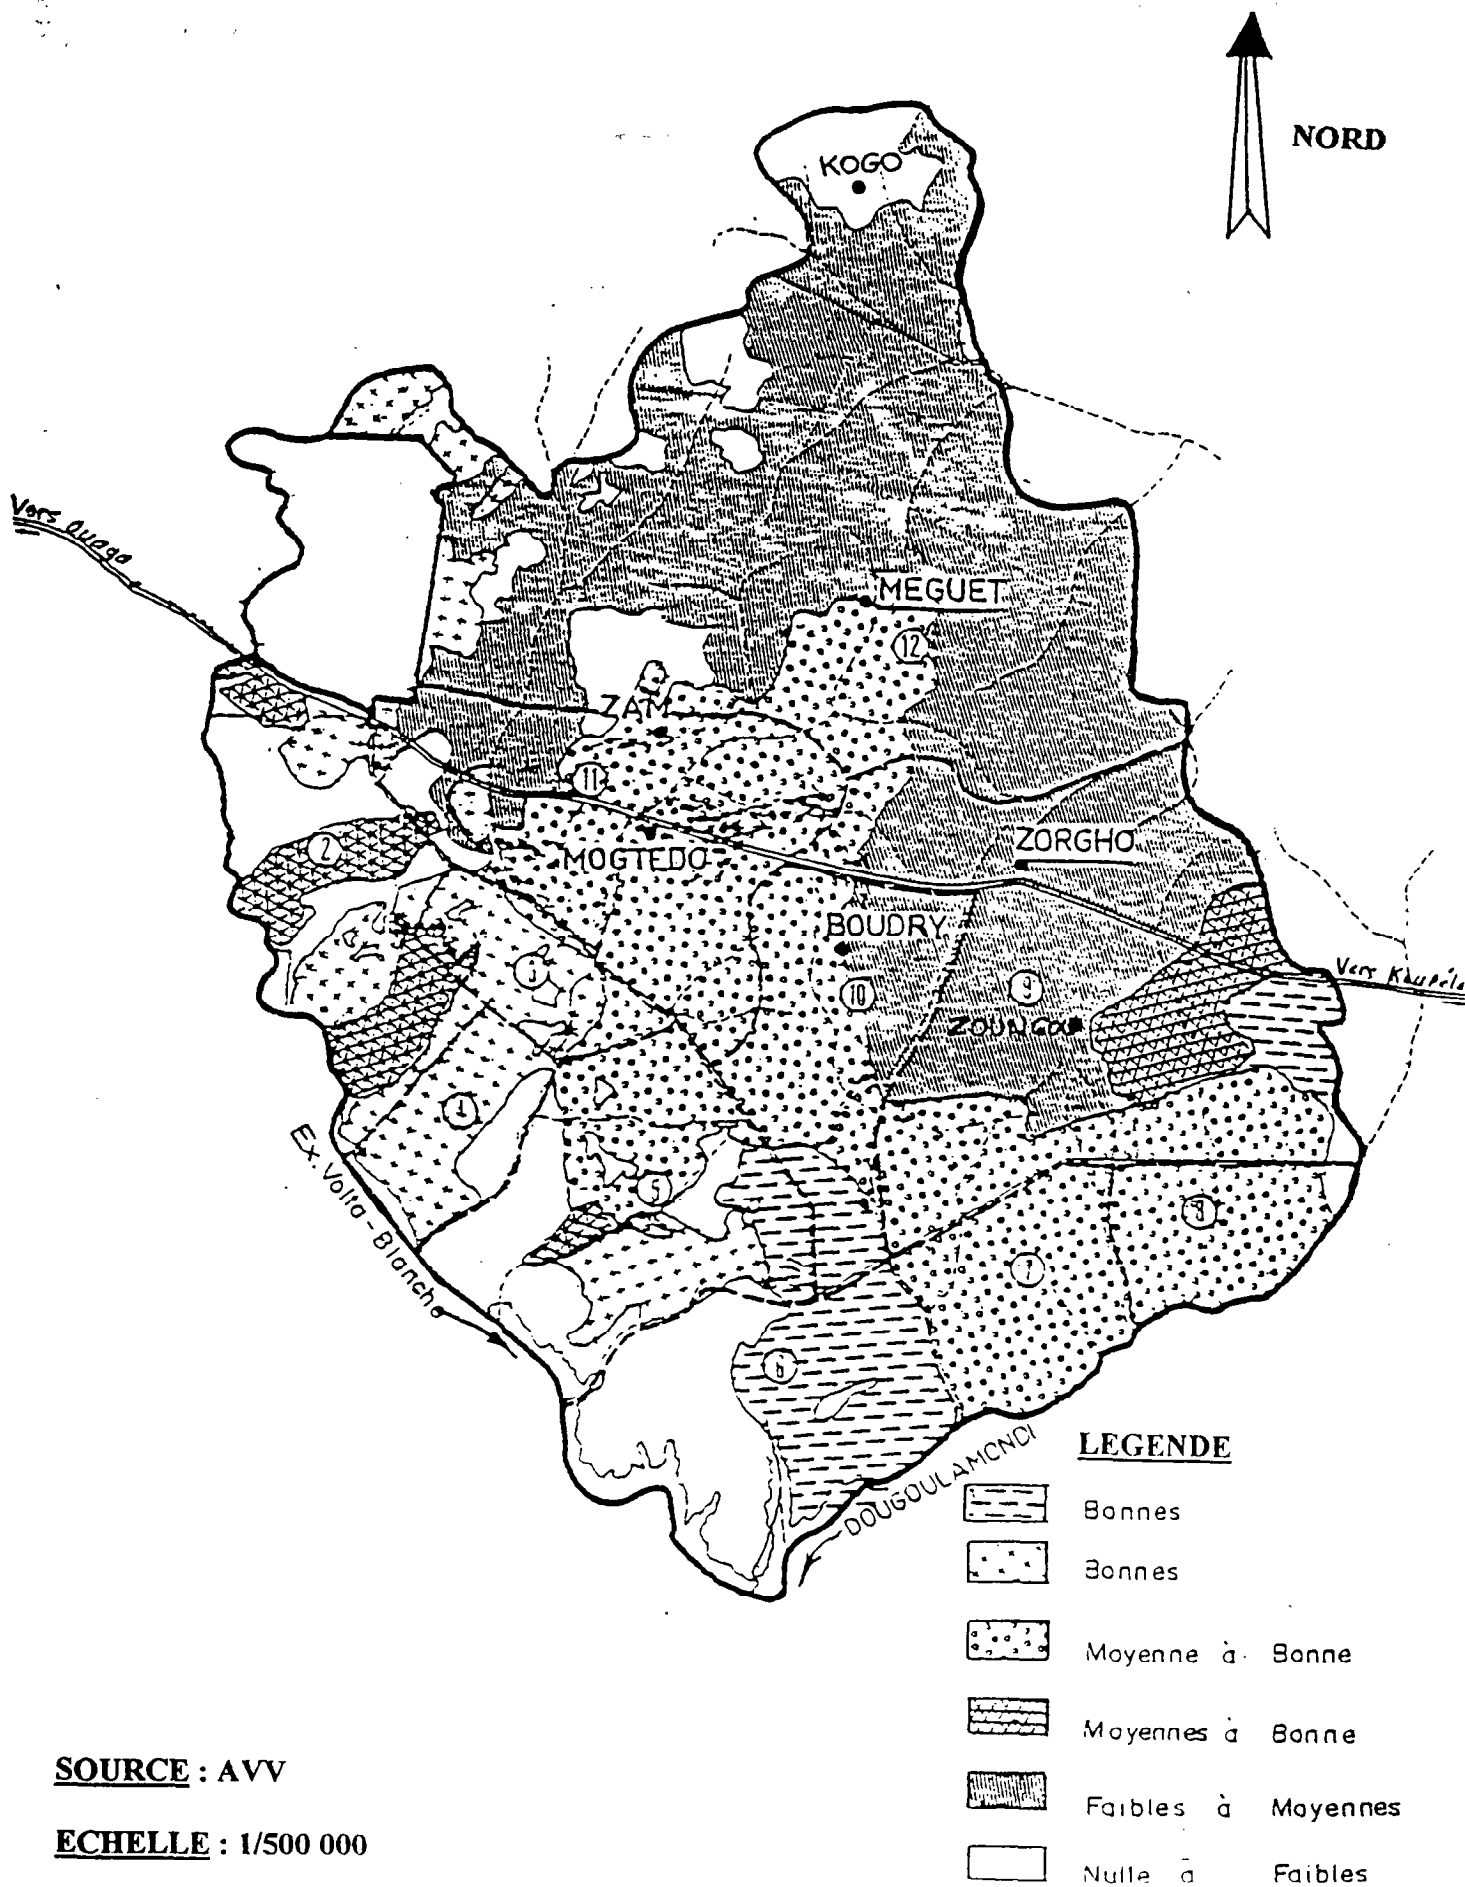 NORD
KOGO
Vers Ouaga
MEGUET
12
ZAM
11
MOGTEDO
ZORGHO
2
BOUDRY
3
10
9
ZOUNGOU
Vers Koupéla
4
Ex. Volta-Blanche
5
8
7
6
DOUGOULAMONDI
LEGENDE
Bonnes
Bonnes
Moyenne à Bonne
Moyennes à Bonne
Faibles à Moyennes
Nulle à Faibles
SOURCE : AVV
ECHELLE : 1/500 000